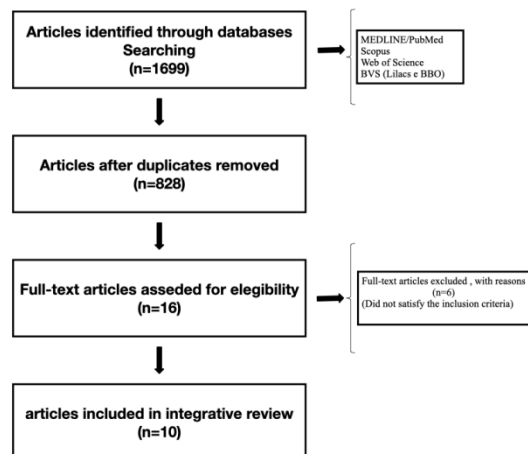 Articles identified through databases
Searching
(n=1699)
MEDLINE/PubMed
Scopus
Web of Science
BVS (Lilacs e BBO)
Articles after duplicates removed
(n=828)
Full-text articles asseded for elegibility
(n=16)
Full-text articles excluded , with reasons
(n=6)
(Did not satisfy the inclusion criteria)
articles included in integrative review
(n=10)